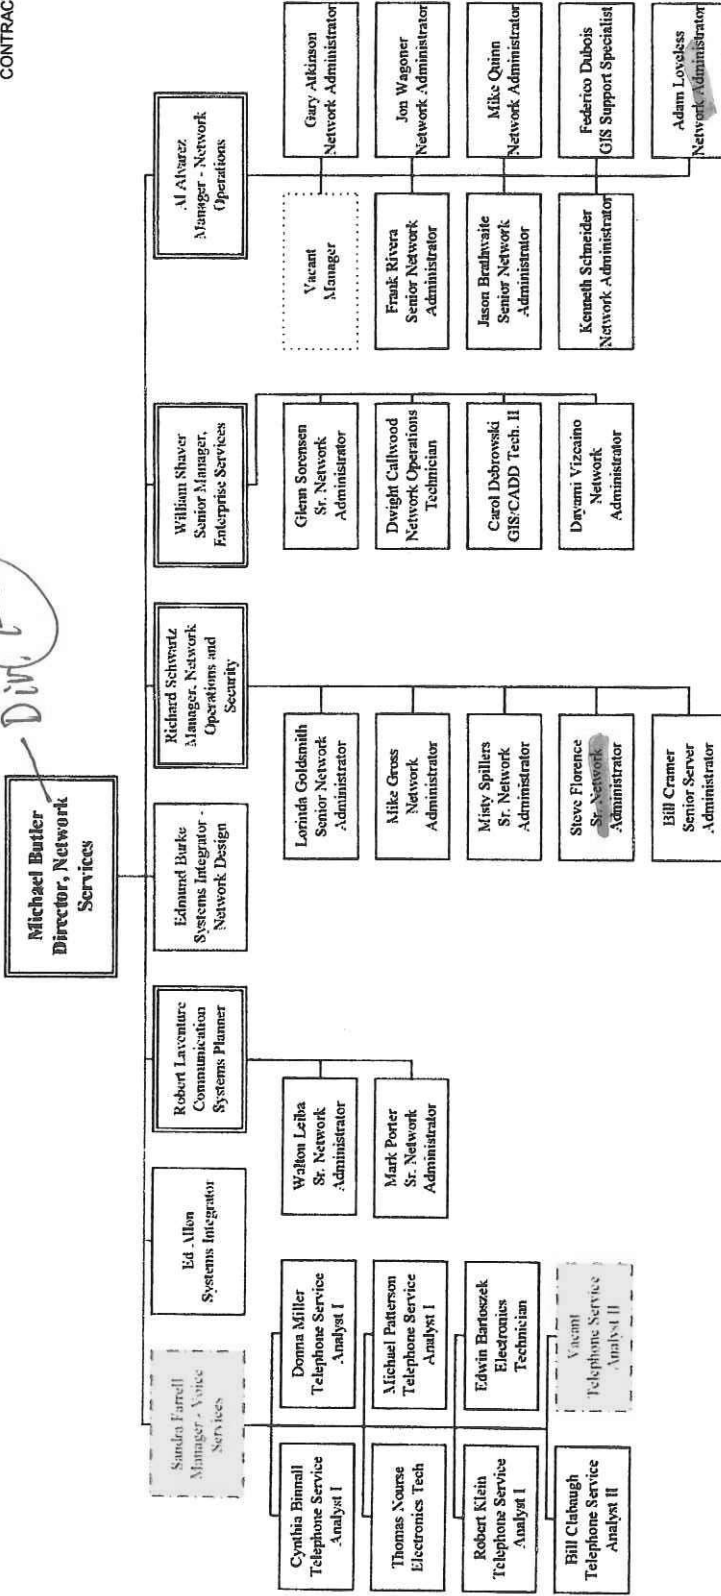 CONTRAC
Div.
Michael Butler
Director, Network
Services
Sandra Farrell
Manager - Voice
Services
Ed Allen
Systems Integrator
Robert Laventure
Communication
Systems Planner
Edmund Burke
Systems Integrator -
Network Design
Richard Schwartz
Manager, Network
Operations and
Security
William Shaver
Senior Manager,
Enterprise Services
Al Alvarez
Manager - Network
Operations
Cynthia Binnall
Telephone Service
Analyst I
Donna Miller
Telephone Service
Analyst I
Thomas Nourse
Electronics Tech
Michael Patterson
Telephone Service
Analyst I
Robert Klein
Telephone Service
Analyst I
Edwin Bartoszek
Electronics
Technician
Bill Clabaugh
Telephone Service
Analyst II
Vacant
Telephone Service
Analyst II
Walton Leiba
Sr. Network
Administrator
Mark Porter
Sr. Network
Administrator
Lorinda Goldsmith
Senior Network
Administrator
Mike Gross
Network
Administrator
Misty Spillers
Sr. Network
Administrator
Steve Florence
Sr. Network
Administrator
Bill Cramer
Senior Server
Administrator
Glenn Sorensen
Sr. Network
Administrator
Dwight Callwood
Network Operations
Technician
Carol Debrowski
GIS/CADD Tech. II
Dayami Vizcaino
Network
Administrator
Vacant
Manager
Gary Atkinson
Network Administrator
Frank Rivera
Senior Network
Administrator
Jon Wagoner
Network Administrator
Jason Brathwaite
Senior Network
Administrator
Mike Quinn
Network Administrator
Kenneth Schneider
Network Administrator
Federico Dubois
GIS Support Specialist
Adam Loveless
Network Administrator